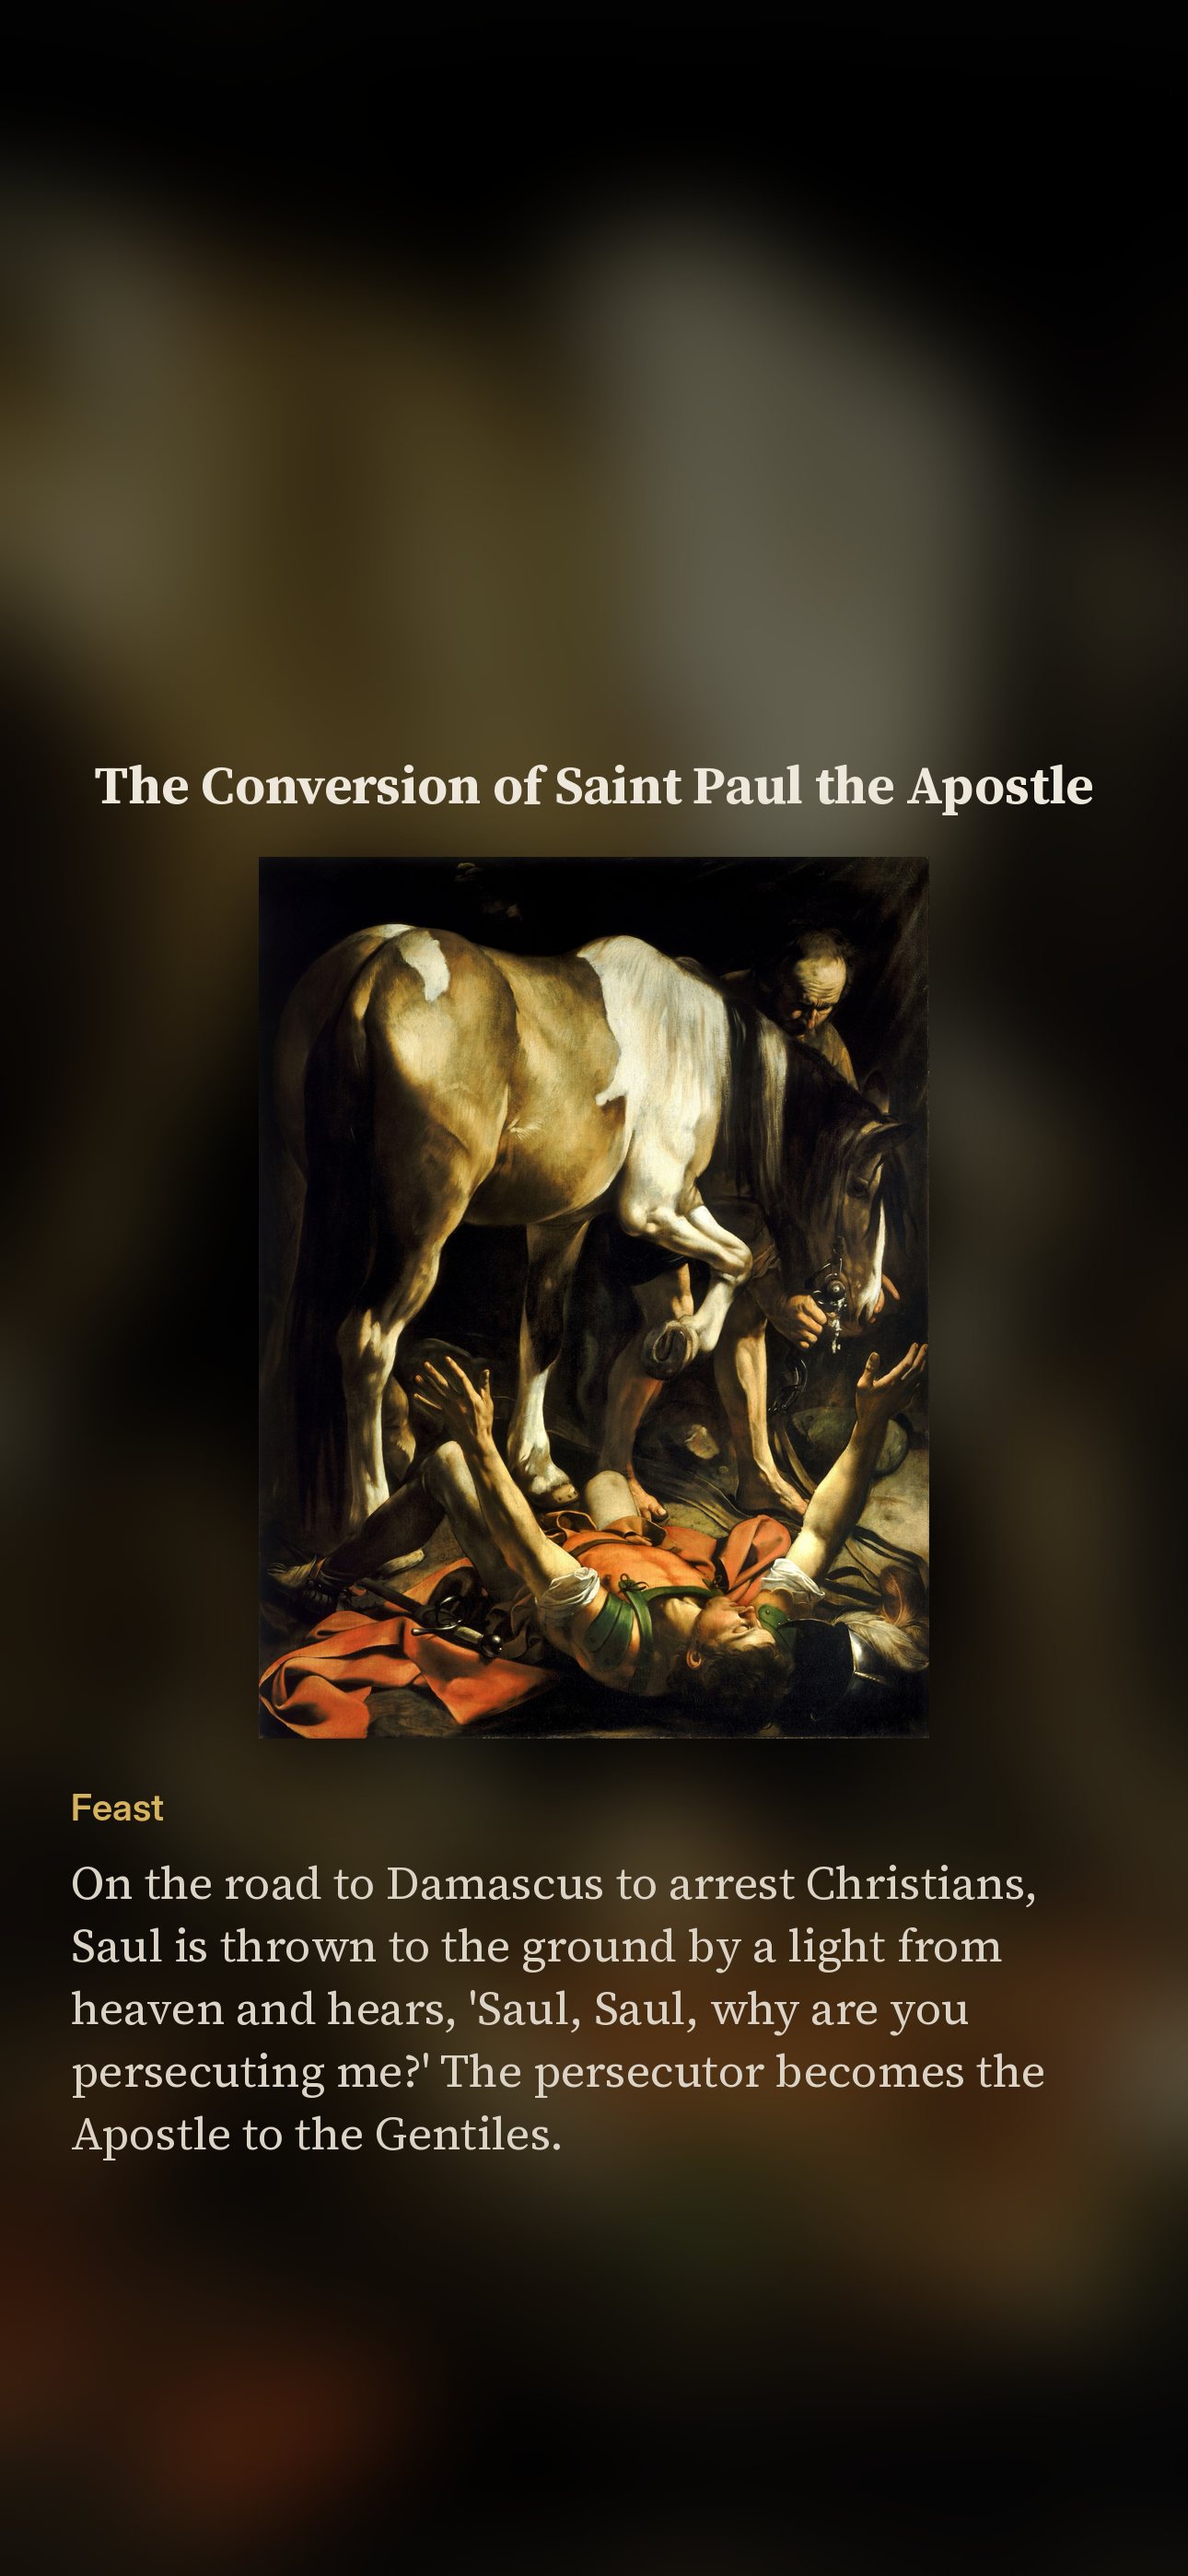 The Conversion of Saint Paul the Apostle
Feast
On the road to Damascus to arrest Christians,
Saul is thrown to the ground by a light from
heaven and hears, 'Saul, Saul, why are you
persecuting me?' The persecutor becomes the
Apostle to the Gentiles.